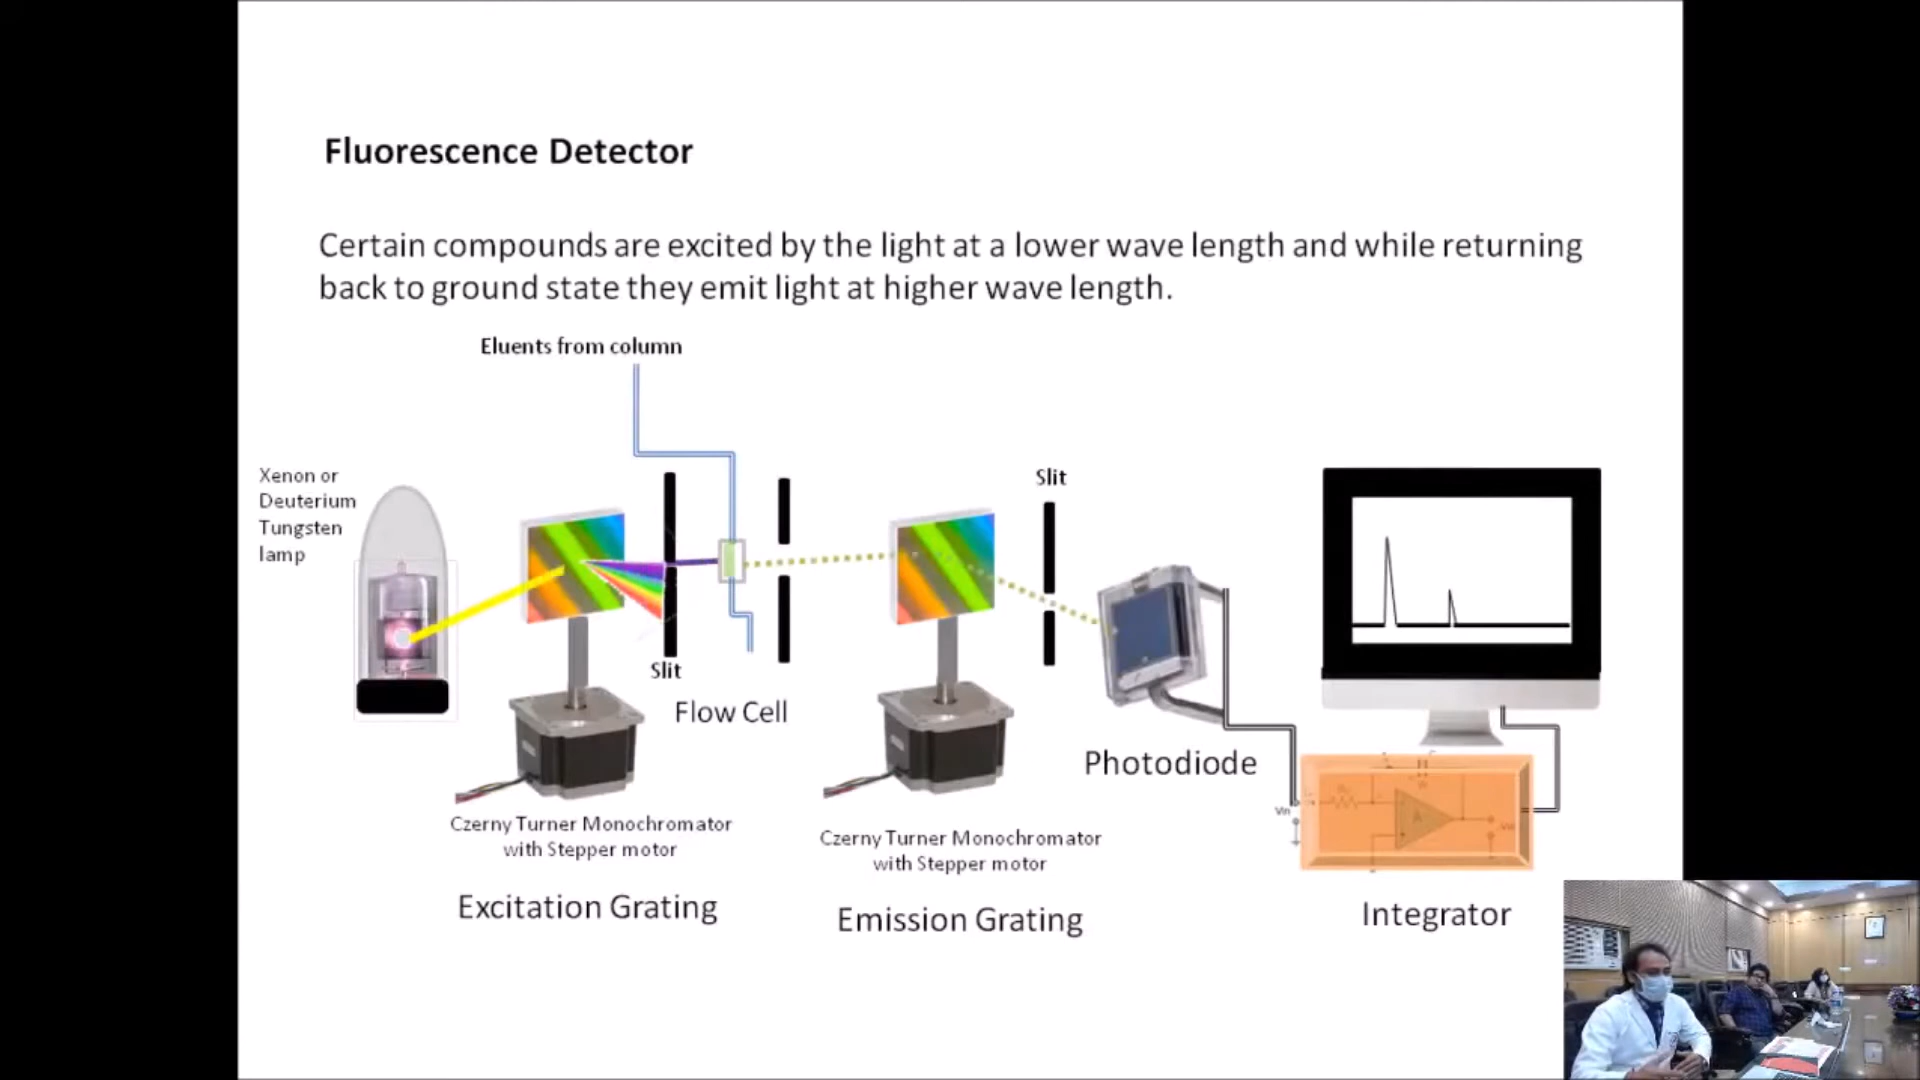 Fluorescence Detector
Certain compounds are excited by the light at a lower wave length and while returning
back to ground state they emit light at higher wave length.
Eluents from column
Xenon or
Deuterium
Tungsten
lamp
Slit
Slit
Flow Cell
Photodiode
Vin
A
Czerny Turner Monochromator
with Stepper motor
Czerny Turner Monochromator
with Stepper motor
Excitation Grating
Emission Grating
Integrator